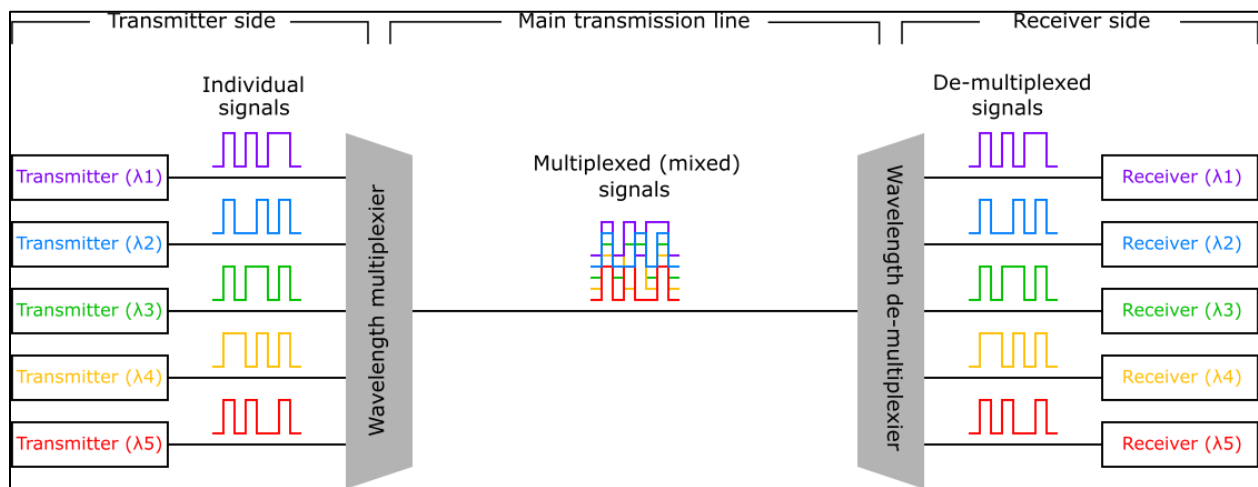 Transmitter side
Main transmission line
Receiver side
Individual
signals
De-multiplexed
signals
Multiplexed (mixed)
signals
Transmitter (λ1)
Transmitter (λ2)
Transmitter (λ3)
Transmitter (λ4)
Transmitter (λ5)
Wavelength multiplexier
Wavelength de-multiplexier
Receiver (λ1)
Receiver (λ2)
Receiver (λ3)
Receiver (λ4)
Receiver (λ5)